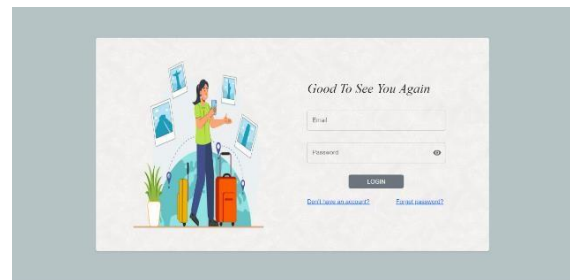 Good To See You Again
Email
Password
LOGIN
Don't have an account?
Forgot password?